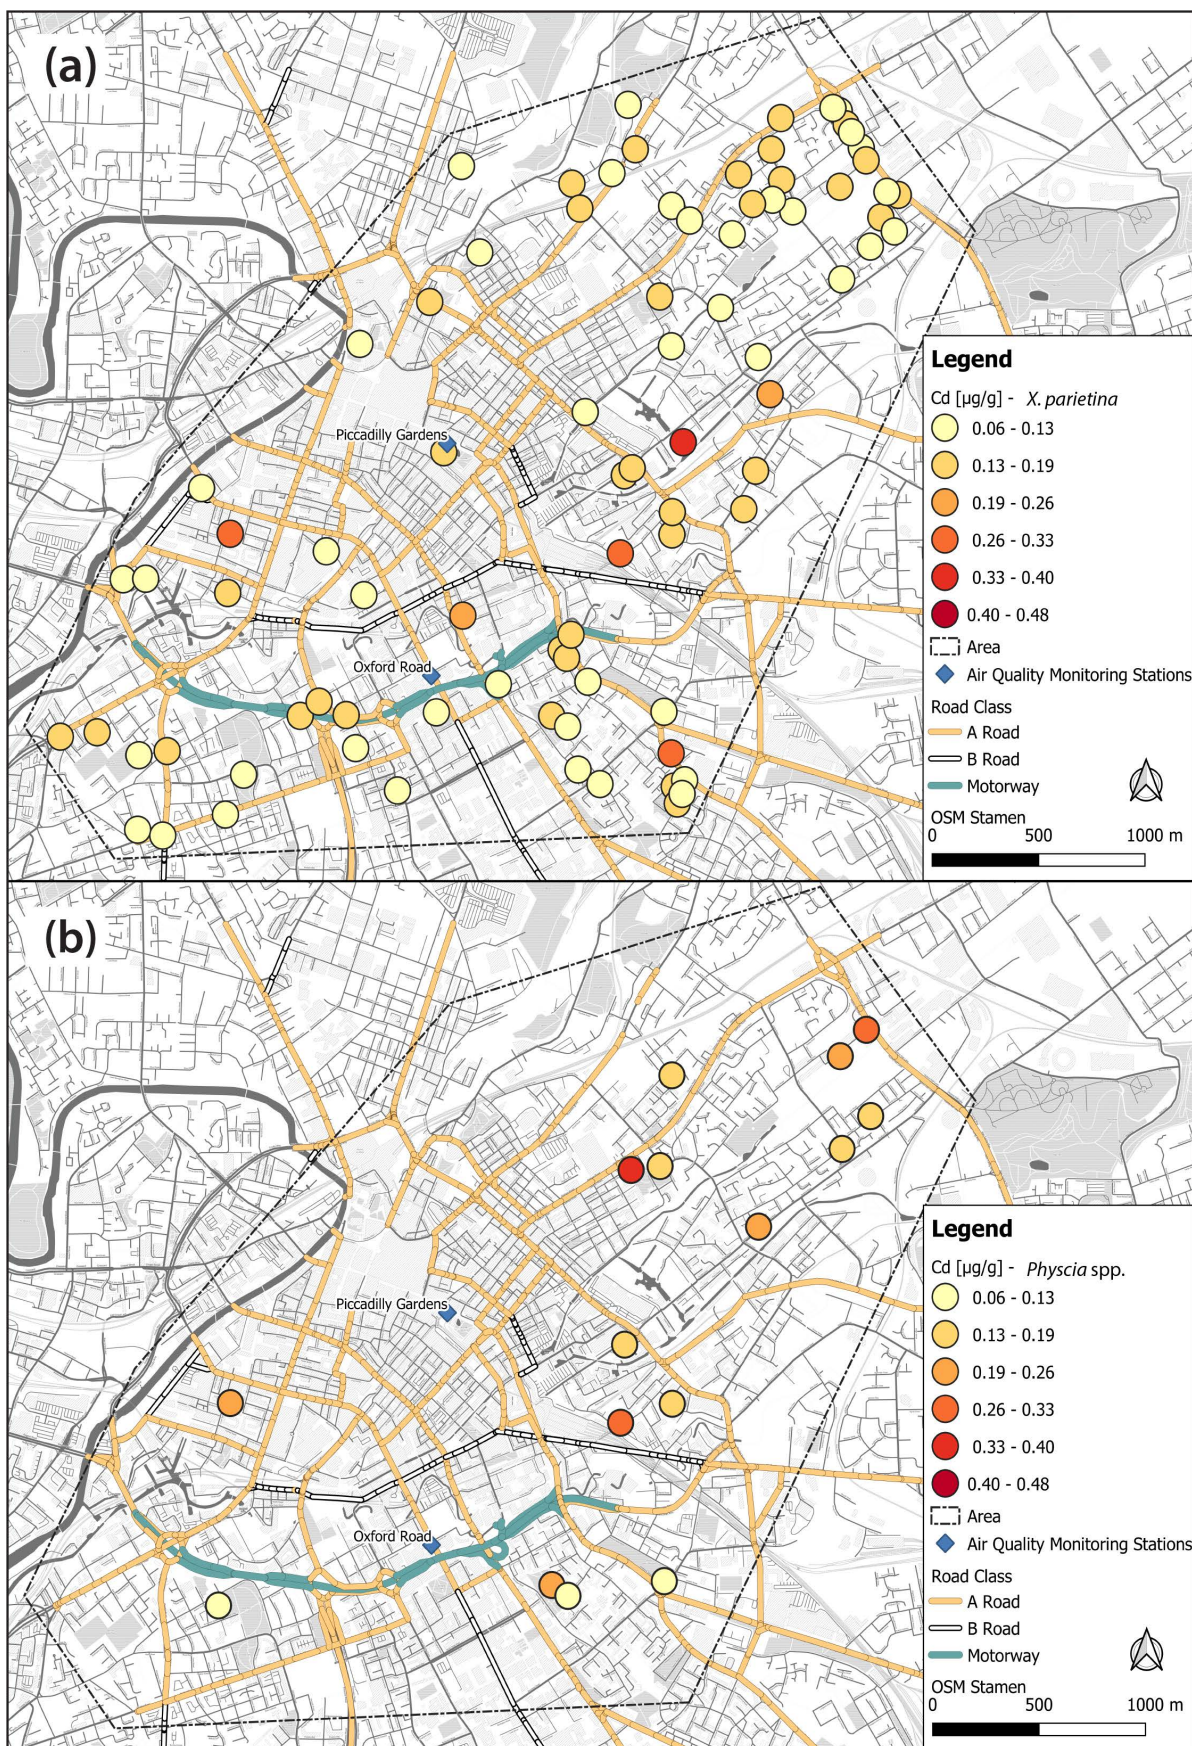 (a)
Piccadilly Gardens
Oxford Road
Legend
Cd [µg/g] - X. parietina
0.06 - 0.13
0.13 - 0.19
0.19 - 0.26
0.26 - 0.33
0.33 - 0.40
0.40 - 0.48
Area
Air Quality Monitoring Stations
Road Class
A Road
B Road
Motorway
OSM Stamen
0 500 1000 m
(b)
Piccadilly Gardens
Oxford Road
Legend
Cd [µg/g] - Physcia spp.
0.06 - 0.13
0.13 - 0.19
0.19 - 0.26
0.26 - 0.33
0.33 - 0.40
0.40 - 0.48
Area
Air Quality Monitoring Stations
Road Class
A Road
B Road
Motorway
OSM Stamen
0 500 1000 m